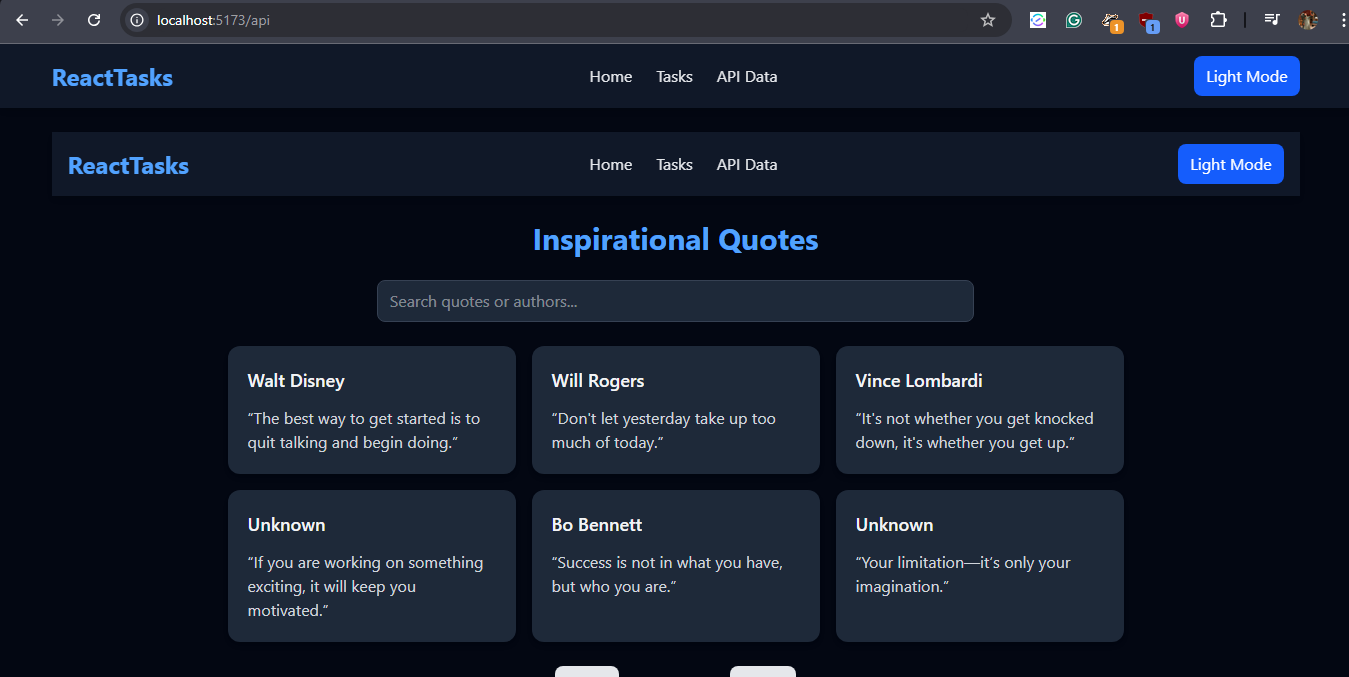 localhost:5173/api
1
1
ReactTasks Home Tasks API Data Light Mode
ReactTasks Home Tasks API Data Light Mode
Inspirational Quotes
Search quotes or authors...
Walt Disney
“The best way to get started is to
quit talking and begin doing.”
Will Rogers
“Don't let yesterday take up too
much of today.”
Vince Lombardi
“It's not whether you get knocked
down, it's whether you get up.”
Unknown
“If you are working on something
exciting, it will keep you
motivated.”
Bo Bennett
“Success is not in what you have,
but who you are.”
Unknown
“Your limitation—it’s only your
imagination.”